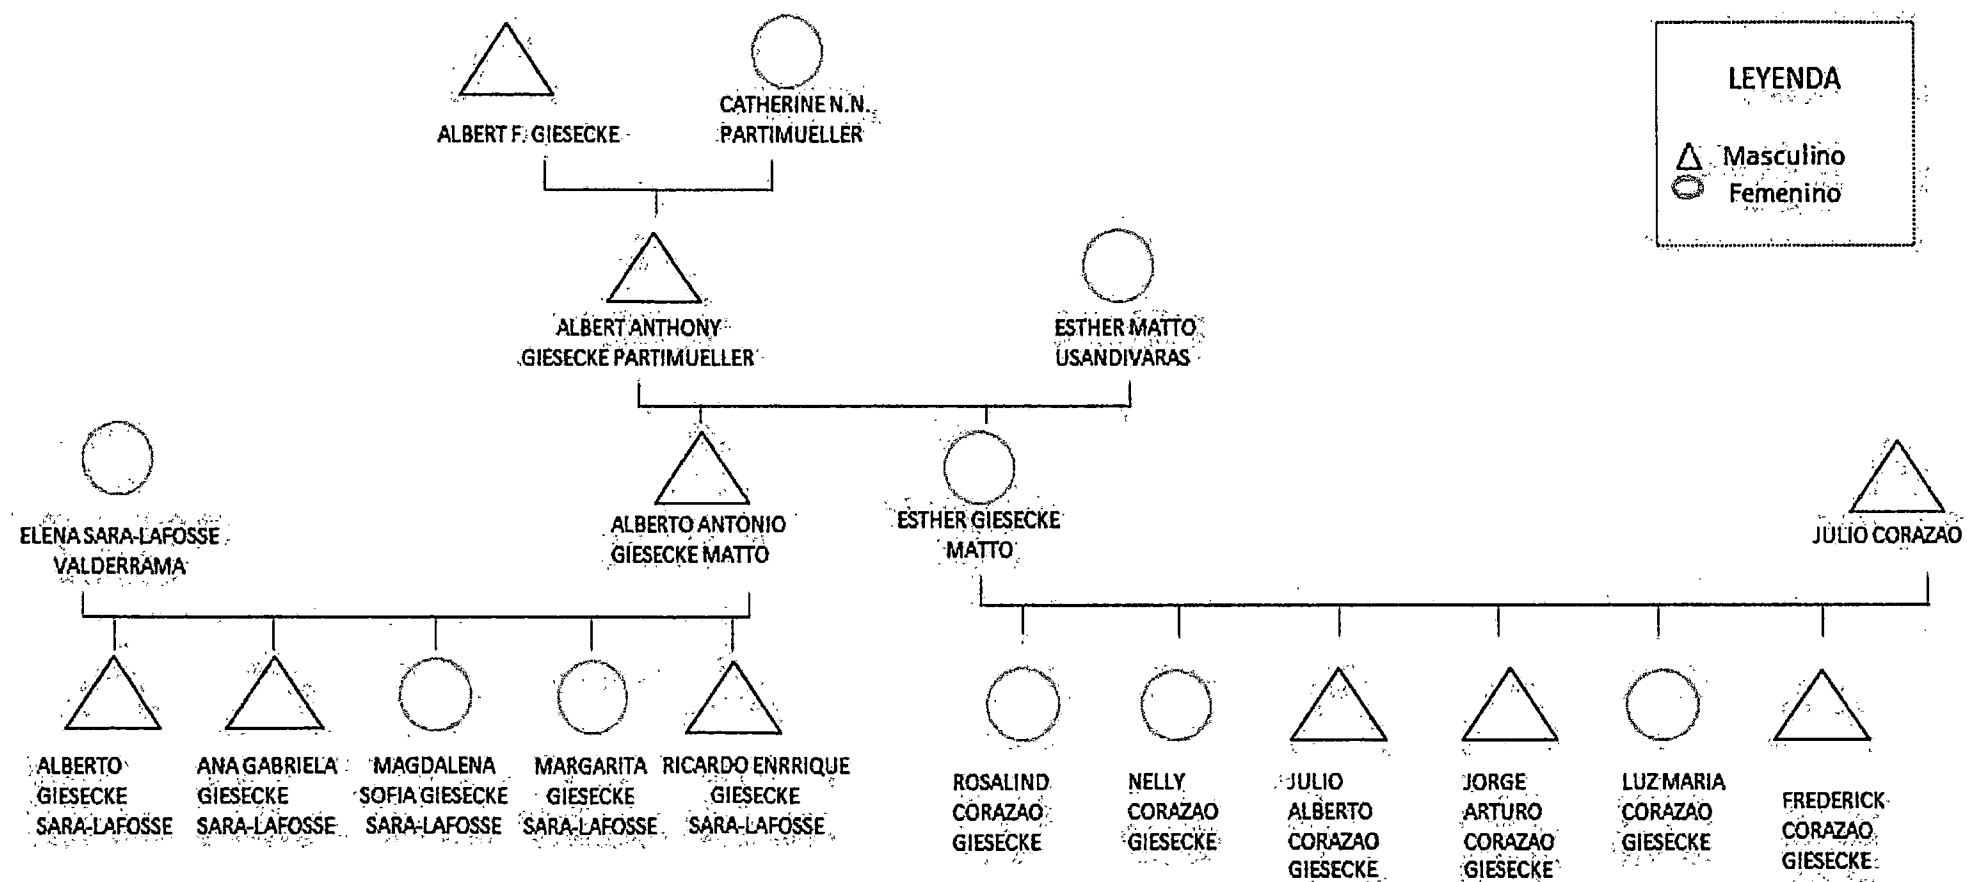 ALBERT F. GIESECKE
CATHERINE N.N.
PARTIMUELLER
LEYENDA
Masculino
Femenino
ALBERT ANTHONY
GIESECKE PARTIMUELLER
ESTHER MATTO
USANDIVARAS
ELENA SARA-LAFOSSE
VALDERRAMA
ALBERTO ANTONIO
GIESECKE MATTO
ESTHER GIESECKE
MATTO
JULIO CORAZAO
ALBERTO
GIESECKE
SARA-LAFOSSE
ANA GABRIELA
GIESECKE
SARA-LAFOSSE
MAGDALENA
SOFIA GIESECKE
SARA-LAFOSSE
MARGARITA
GIESECKE
SARA-LAFOSSE
RICARDO ENRRIQUE
GIESECKE
SARA-LAFOSSE
ROSALIND
CORAZAO
GIESECKE
NELLY
CORAZAO
GIESECKE
JULIO
ALBERTO
CORAZAO
GIESECKE
JORGE
ARTURO
CORAZAO
GIESECKE
LUZ MARIA
CORAZAO
GIESECKE
FREDERICK
CORAZAO
GIESECKE